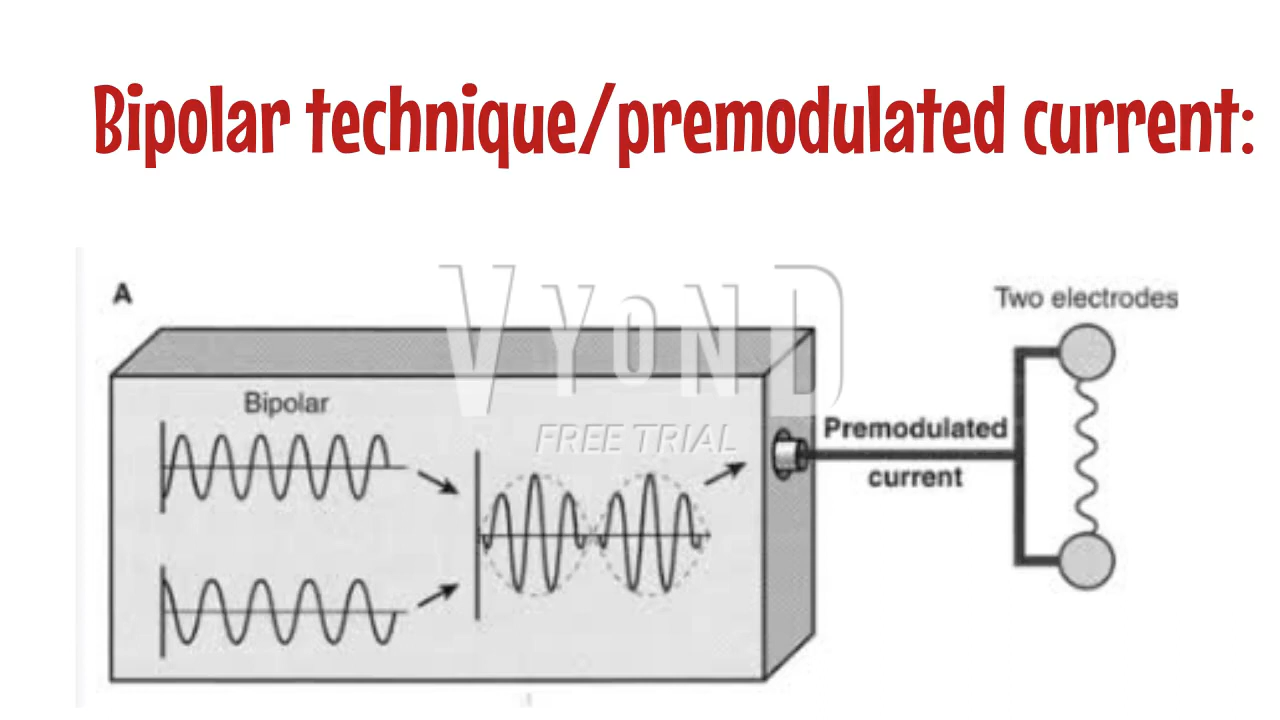 Bipolar technique/premodulated current:
A
VYOND
Two electrodes
Bipolar
FREE TRIAL
Premodulated
current